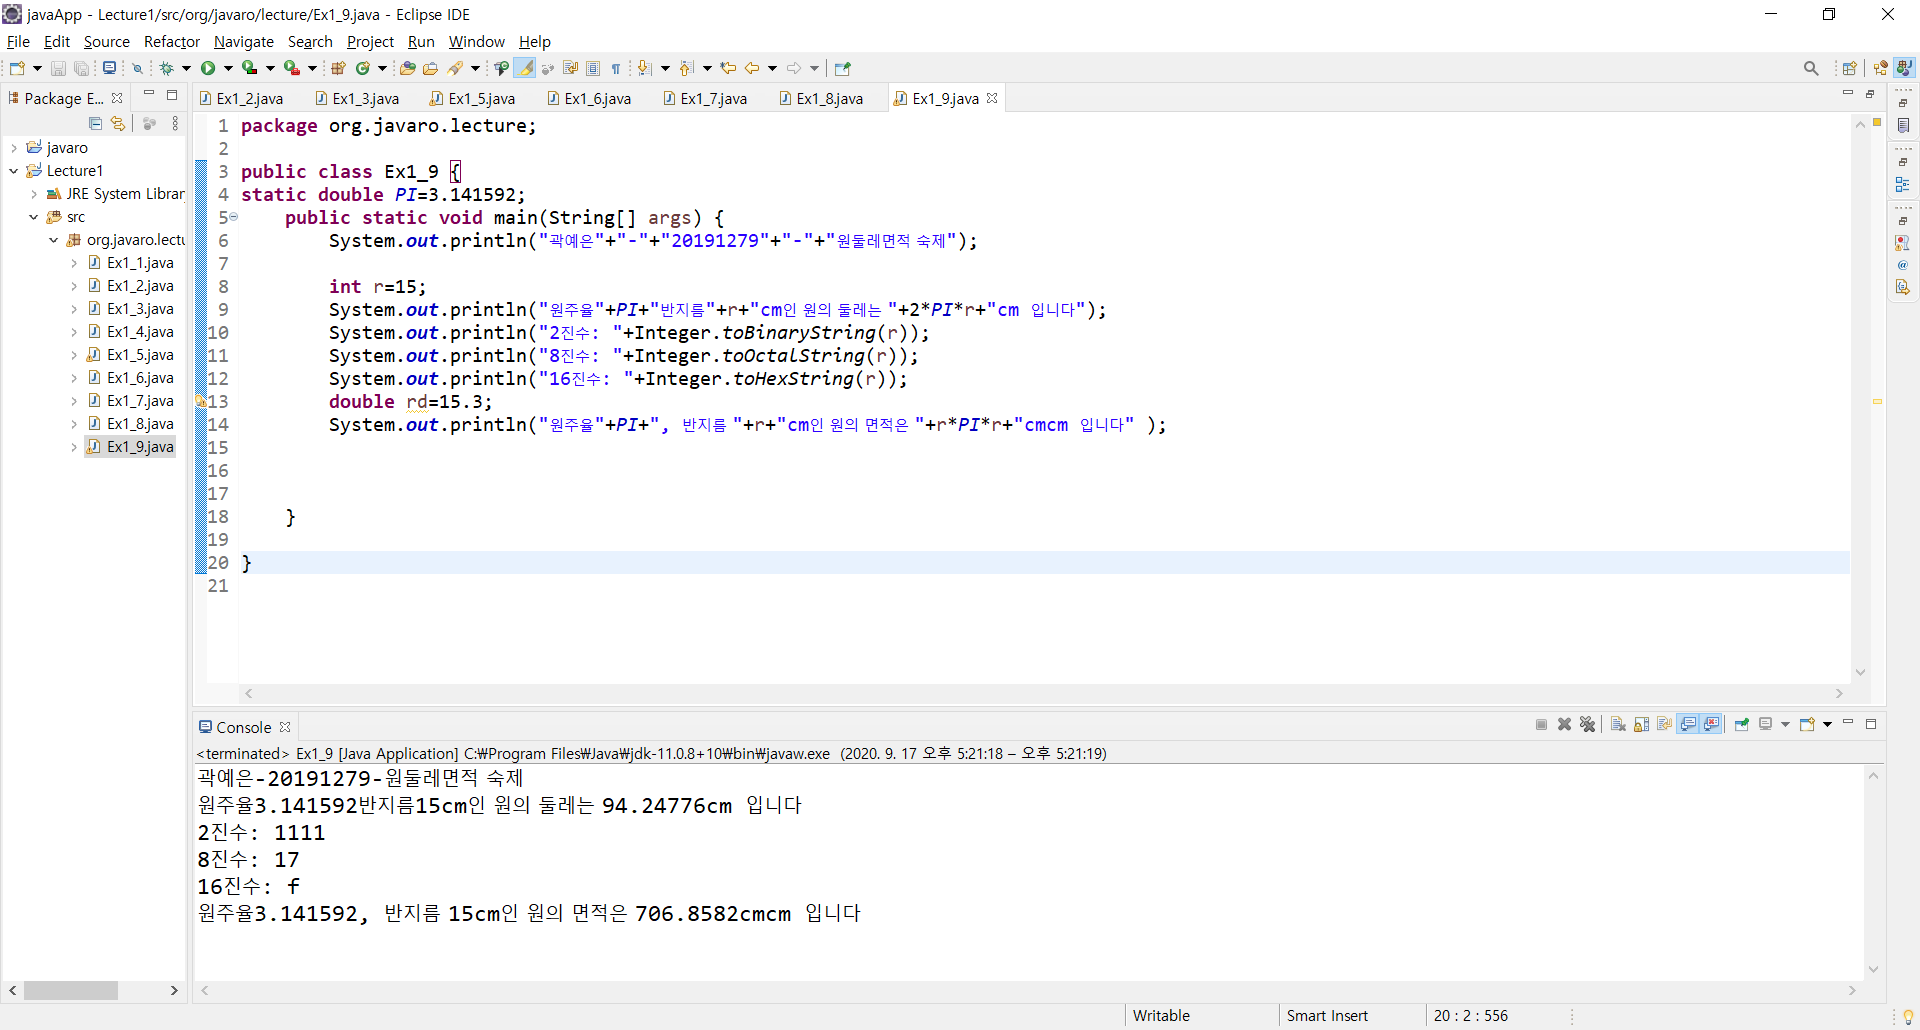 javaApp - Lecture1/src/org/javaro/lecture/Ex1_9.java - Eclipse IDE
File Edit Source Refactor Navigate Search Project Run Window Help
Package E...
Ex1_2.java Ex1_3.java Ex1_5.java Ex1_6.java Ex1_7.java Ex1_8.java Ex1_9.java
javaro
Lecture1
JRE System Librar
src
org.javaro.lectu
Ex1_1.java
Ex1_2.java
Ex1_3.java
Ex1_4.java
Ex1_5.java
Ex1_6.java
Ex1_7.java
Ex1_8.java
Ex1_9.java
1 package org.javaro.lecture;
2
3 public class Ex1_9 {
4 static double PI=3.141592;
5 public static void main(String[] args) {
6 System.out.println("곽예은"+"-"+"20191279"+"-"+"원둘레면적 숙제");
7
8 int r=15;
9 System.out.println("원주율"+PI+"반지름"+r+"cm인 원의 둘레는 "+2*PI*r+"cm 입니다");
10 System.out.println("2진수: "+Integer.toBinaryString(r));
11 System.out.println("8진수: "+Integer.toOctalString(r));
12 System.out.println("16진수: "+Integer.toHexString(r));
13 double rd=15.3;
14 System.out.println("원주율"+PI+", 반지름 "+r+"cm인 원의 면적은 "+r*PI*r+"cmcm 입니다" );
15
16
17
18 }
19
20 }
21
Console
<terminated> Ex1_9 [Java Application] C:₩Program Files₩Java₩jdk-11.0.8+10₩bin₩javaw.exe (2020. 9. 17 오후 5:21:18 – 오후 5:21:19)
곽예은-20191279-원둘레면적 숙제
원주율3.141592반지름15cm인 원의 둘레는 94.24776cm 입니다
2진수: 1111
8진수: 17
16진수: f
원주율3.141592, 반지름 15cm인 원의 면적은 706.8582cmcm 입니다
Writable Smart Insert 20 : 2 : 556